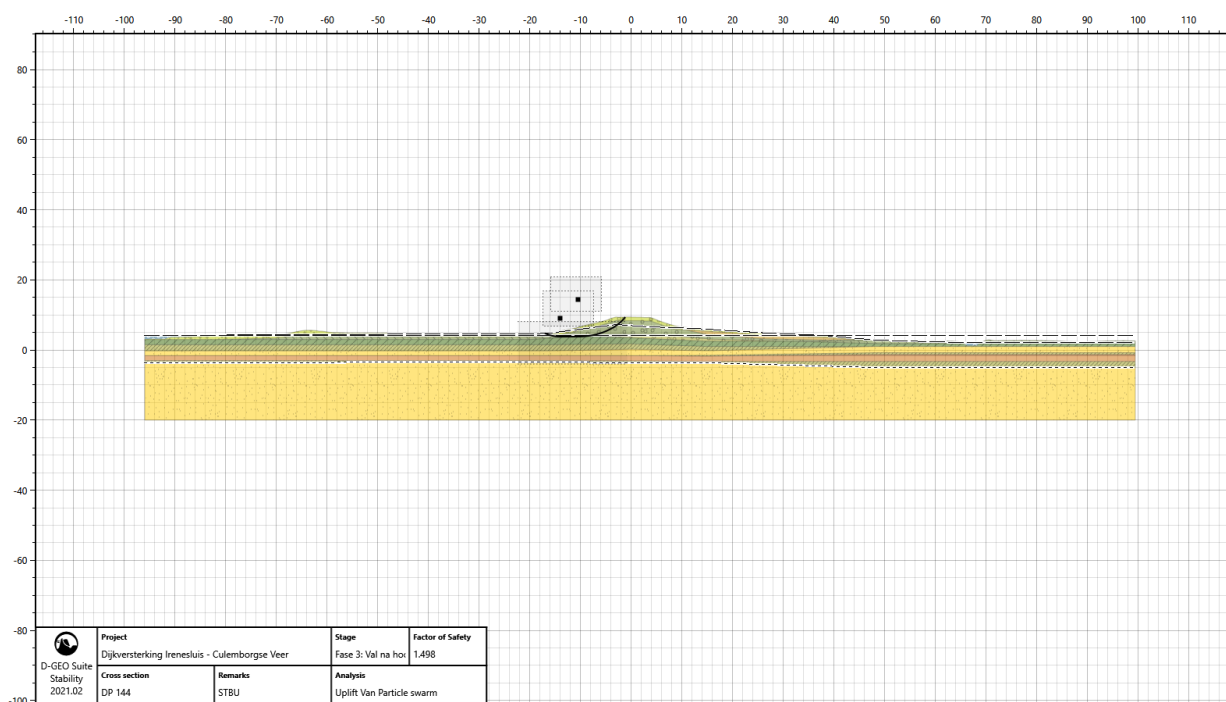 -110 -100 -90 -80 -70 -60 -50 -40 -30 -20 -10 0 10 20 30 40 50 60 70 80 90 100 110
80
60
40
20
0
-20
-40
-60
-80
-100
D-GEO Suite
Stability
2021.02
Project
Dijkversterking Irenesluis - Culemborgse Veer
Stage
Fase 3: Val na
Factor of Safety
1.498
Cross section
DP 144
Remarks
STBU
Analysis
Uplift Van Particle swarm